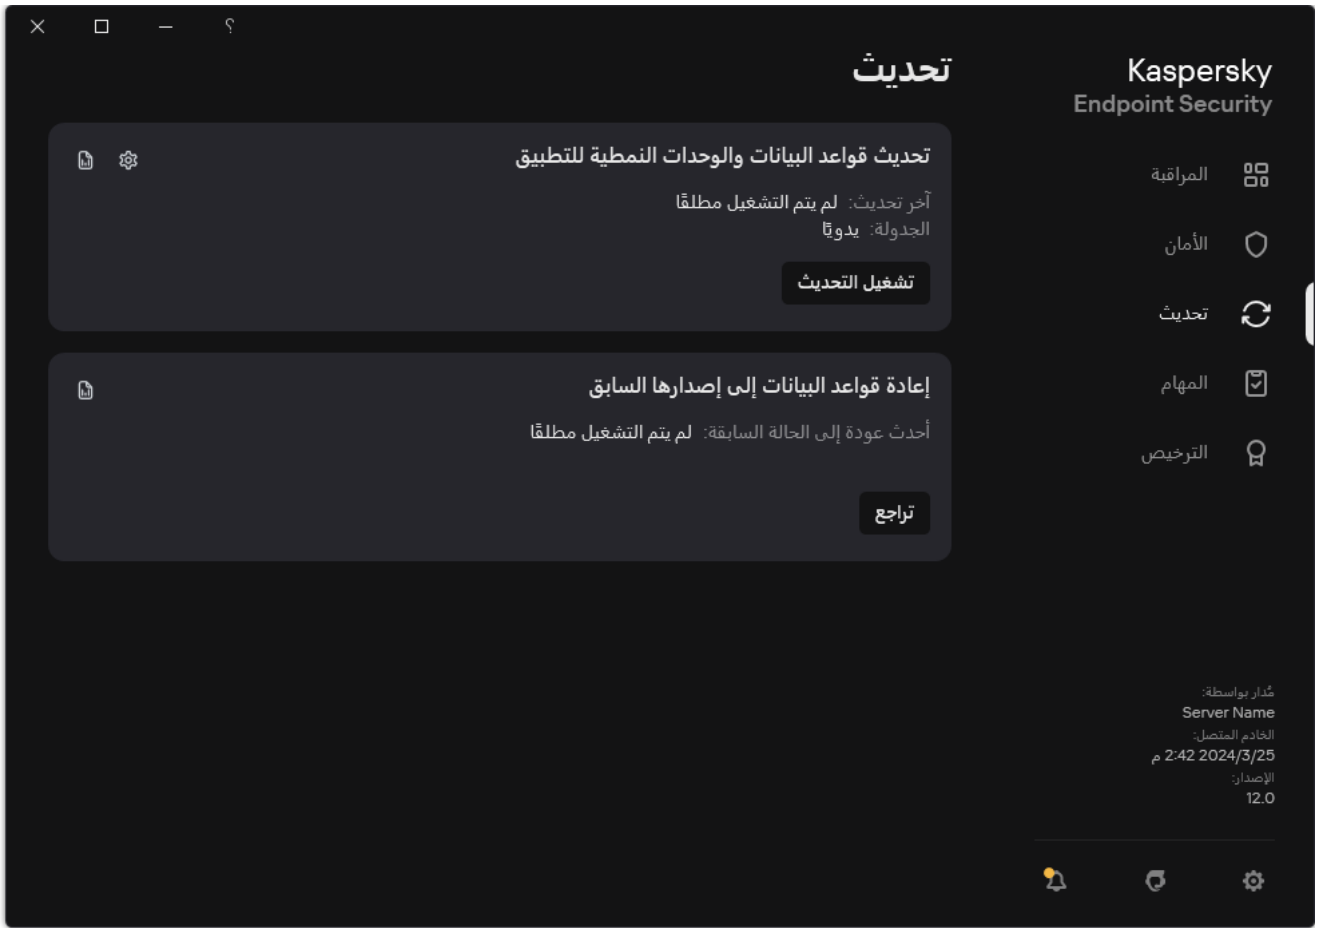 ؟
Kaspersky
Endpoint Security
المراقبة
الأمان
تحديث
المهام
الترخيص
مُدار بواسطة:
Server Name
الخادم المتصل:
2024/3/25 2:42 م
الإصدار:
12.0
تحديث
تحديث قواعد البيانات والوحدات النمطية للتطبيق
آخر تحديث: لم يتم التشغيل مطلقًا
الجدولة: يدويًا
تشغيل التحديث
إعادة قواعد البيانات إلى إصدارها السابق
أحدث عودة إلى الحالة السابقة: لم يتم التشغيل مطلقًا
تراجع